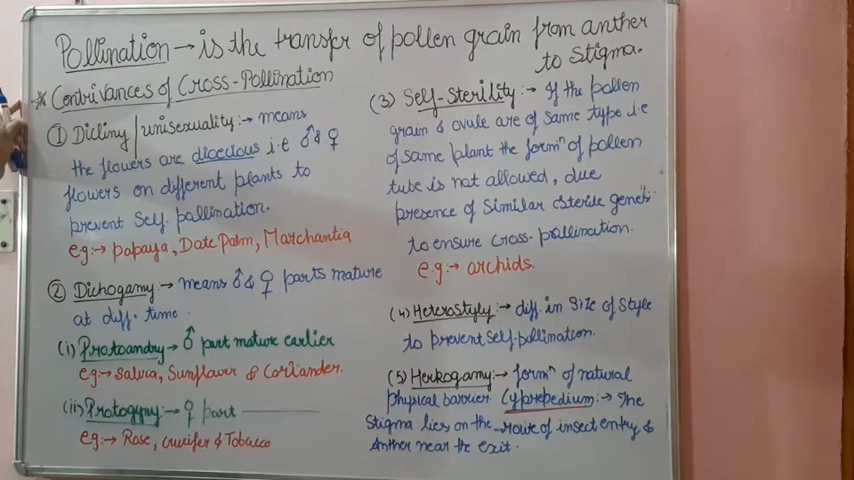 Pollination → is the transfer of pollen grain from anther
to Stigma.
* Contrivances of Cross-Pollination
① Dicliny / Unisexuality :→ means
the flowers are dioecious i.e ♂ & ♀
flowers on different plants to
prevent Self-pollination.
e.g :→ papaya, Date Palm, Marchantia
② Dichogamy → means ♂ & ♀ parts mature
at diff. time.
(i) Protoandry → ♂ part mature earlier
e.g → Salvia, Sunflower & Corriander.
(ii) Protogyny → ♀ part ———
e.g → Rose, crucifer & Tobacco
(3) Self-Sterility :→ If the pollen
grain & ovule are of same type i.e
of same plant the formⁿ of pollen
tube is not allowed, due
presence of Similar sterile genes
to ensure cross-pollination.
e.g :→ archids.
(4) Heterostyly → diff. in Size of Style
to prevent self-pollination.
(5) Herkogamy → formⁿ of natural
physical barrier. Cyprepedium :→ The
Stigma lies on the route of insect entry &
Anther near the exit.